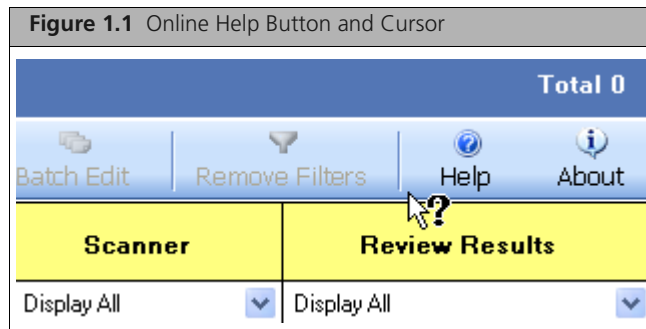 Figure 1.1 Online Help Button and Cursor
Total 0
Batch Edit Remove Filters Help About
?
Scanner Review Results
Display All Display All